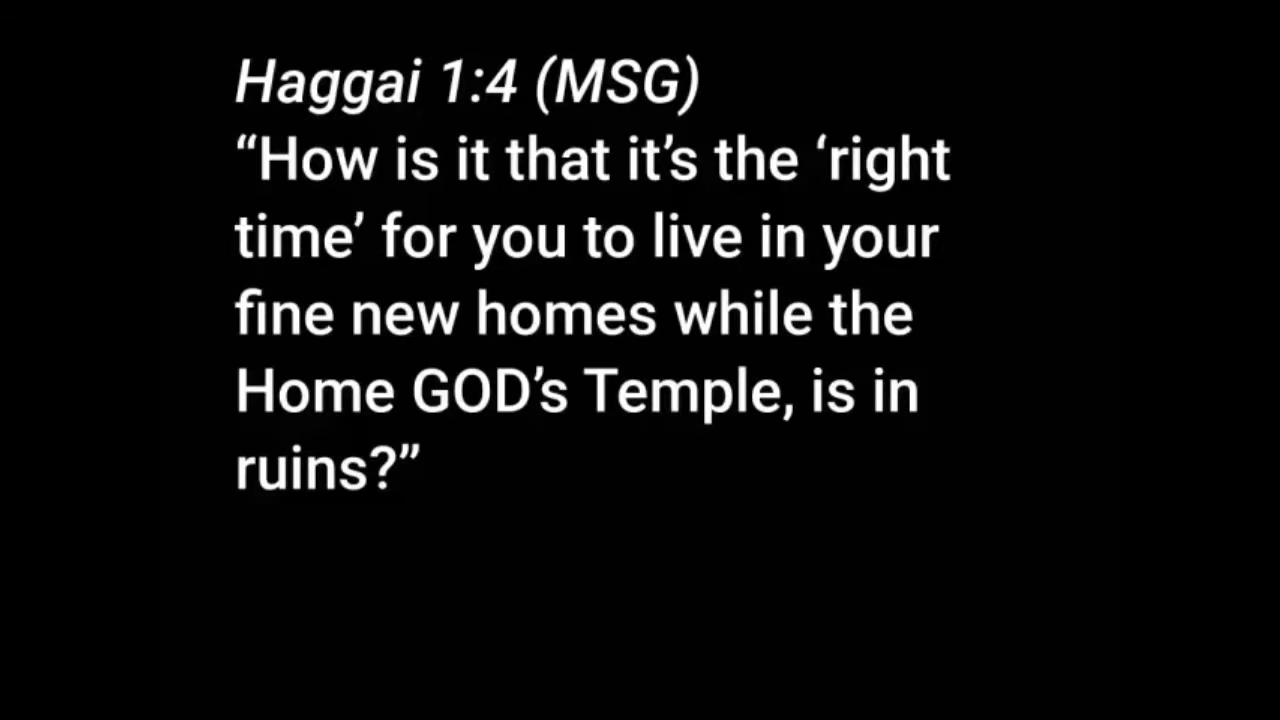 Haggai 1:4 (MSG)
“How is it that it’s the ‘right
time’ for you to live in your
fine new homes while the
Home GOD’s Temple, is in
ruins?”